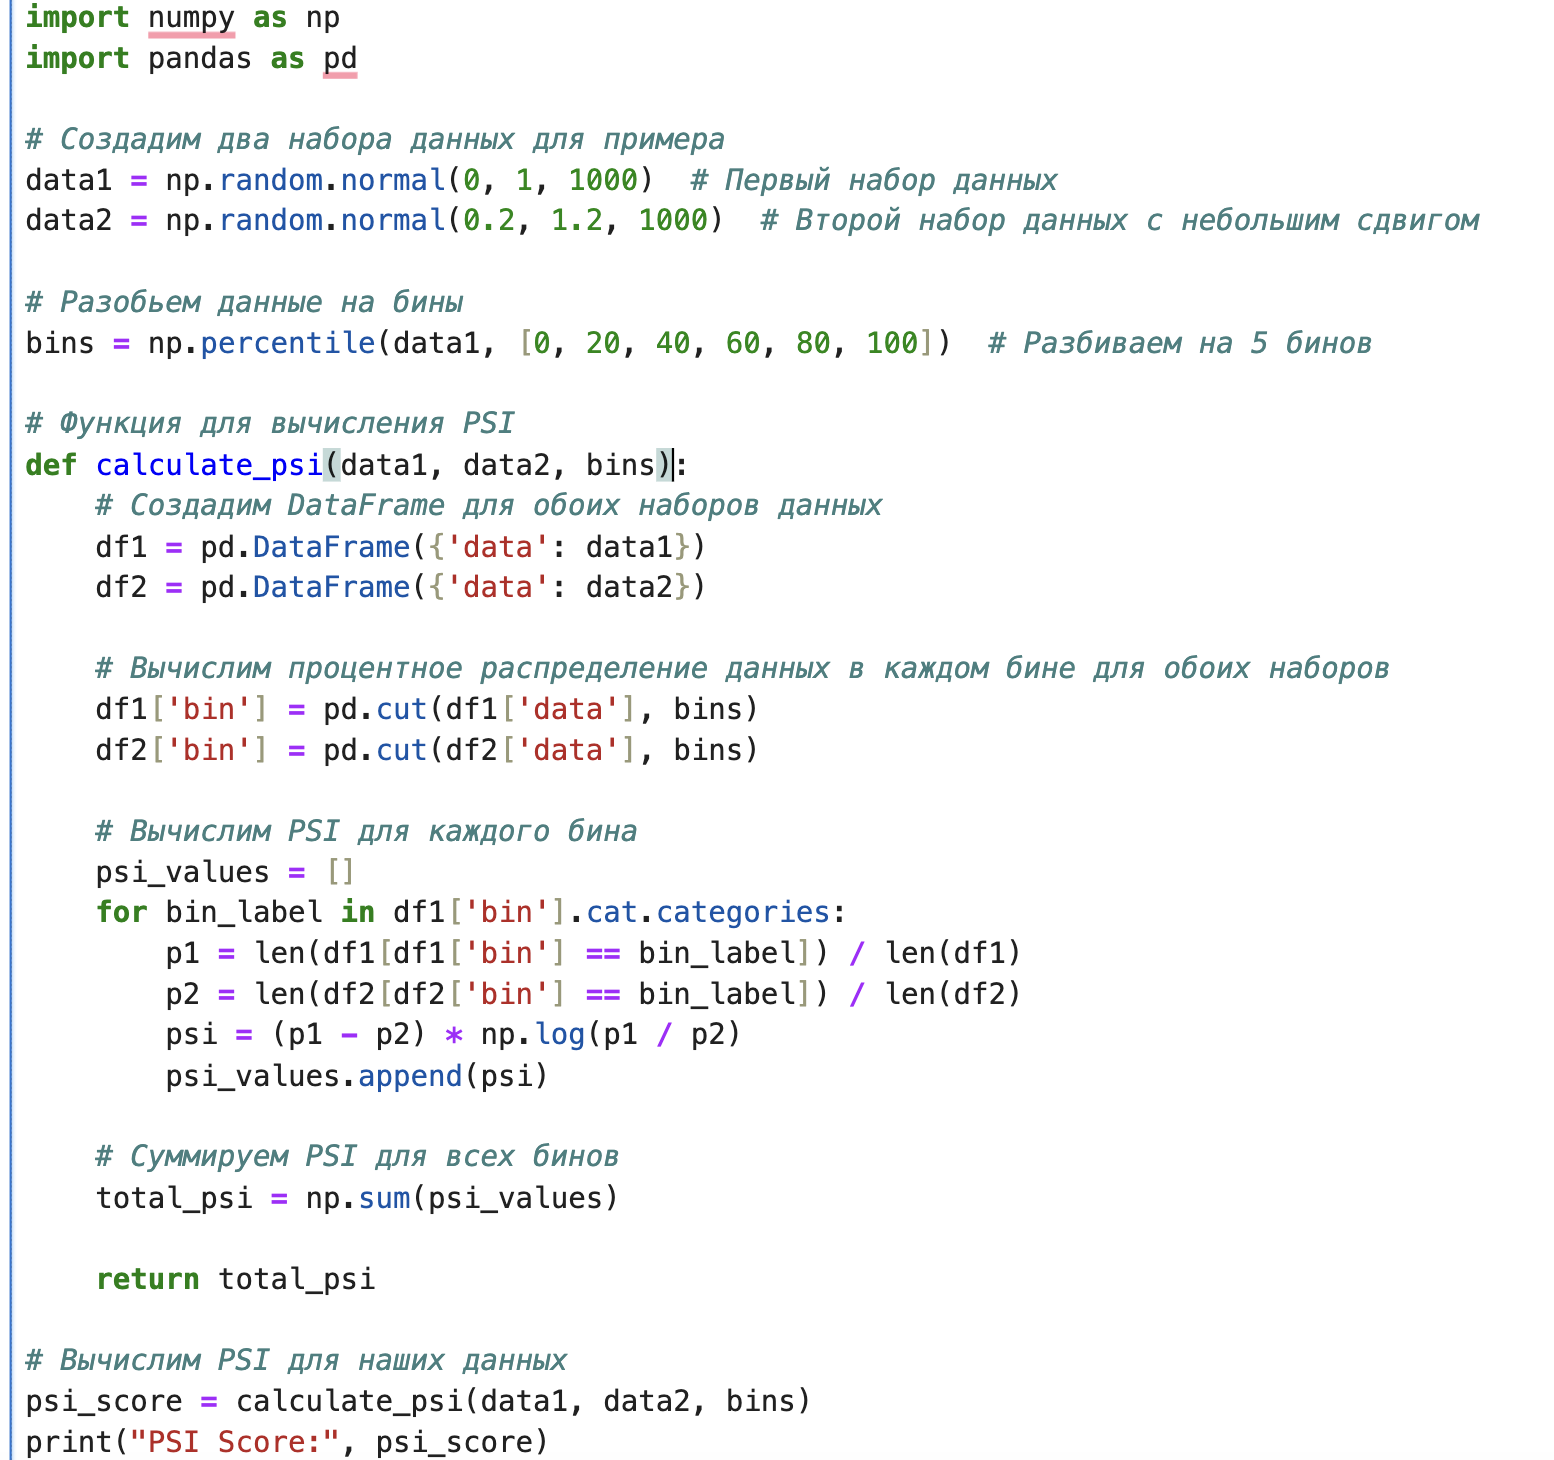 import numpy as np
import pandas as pd
# Создадим два набора данных для примера
data1 = np.random.normal(0, 1, 1000)  # Первый набор данных
data2 = np.random.normal(0.2, 1.2, 1000)  # Второй набор данных с небольшим сдвигом
# Разобьем данные на бины
bins = np.percentile(data1, [0, 20, 40, 60, 80, 100])  # Разбиваем на 5 бинов
# Функция для вычисления PSI
def calculate_psi(data1, data2, bins):
    # Создадим DataFrame для обоих наборов данных
    df1 = pd.DataFrame({'data': data1})
    df2 = pd.DataFrame({'data': data2})
    # Вычислим процентное распределение данных в каждом бине для обоих наборов
    df1['bin'] = pd.cut(df1['data'], bins)
    df2['bin'] = pd.cut(df2['data'], bins)
    # Вычислим PSI для каждого бина
    psi_values = []
    for bin_label in df1['bin'].cat.categories:
        p1 = len(df1[df1['bin'] == bin_label]) / len(df1)
        p2 = len(df2[df2['bin'] == bin_label]) / len(df2)
        psi = (p1 - p2) * np.log(p1 / p2)
        psi_values.append(psi)
    # Суммируем PSI для всех бинов
    total_psi = np.sum(psi_values)
    return total_psi
# Вычислим PSI для наших данных
psi_score = calculate_psi(data1, data2, bins)
print("PSI Score:", psi_score)